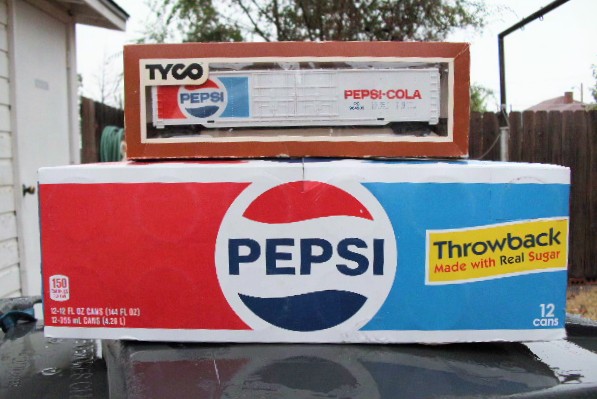 TYCO
PEPSI
PEPSI-COLA
PEPSI
Throwback
Made with Real Sugar
150
12-12 FL OZ CANS (144 FL OZ)
12-355 mL CANS (4.26 L)
12
cans